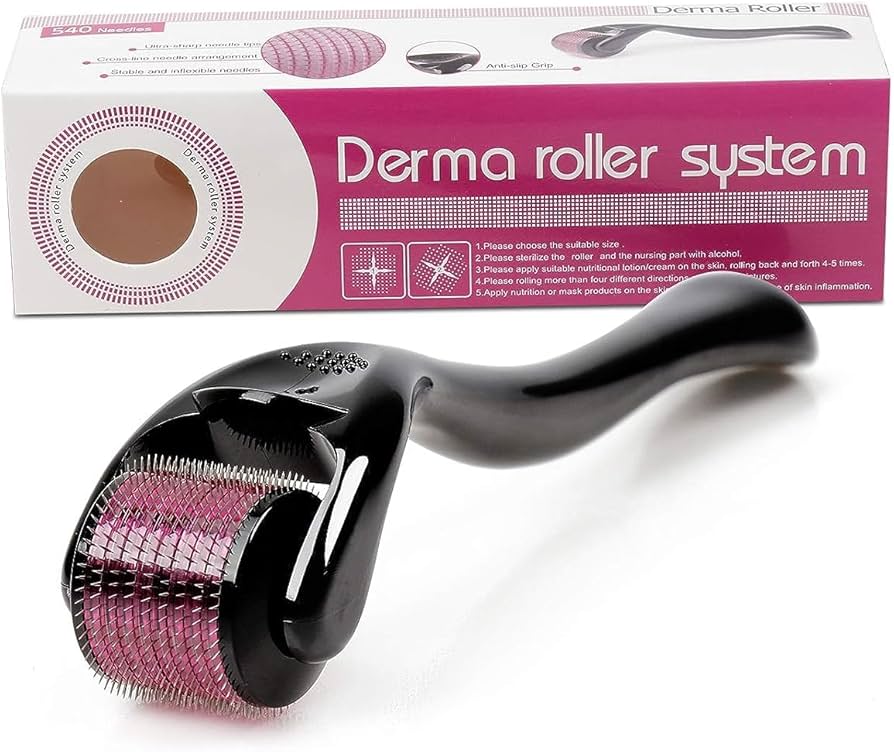 540 Needles
Ultra-sharp needle tips
Cross-line needle arrangement
Stable and inflexible needles
Anti-slip Grip
Derma Roller
Derma roller system
Derma roller system
Derma roller system
1.Please choose the suitable size .
2.Please sterilize the roller and the nursing part with alcohol.
3.Please apply suitable nutritional lotion/cream on the skin, rolling back and forth 4-5 times.
4.Please rolling more than four different directions
5.Apply nutrition or mask products on the of skin inflammation.